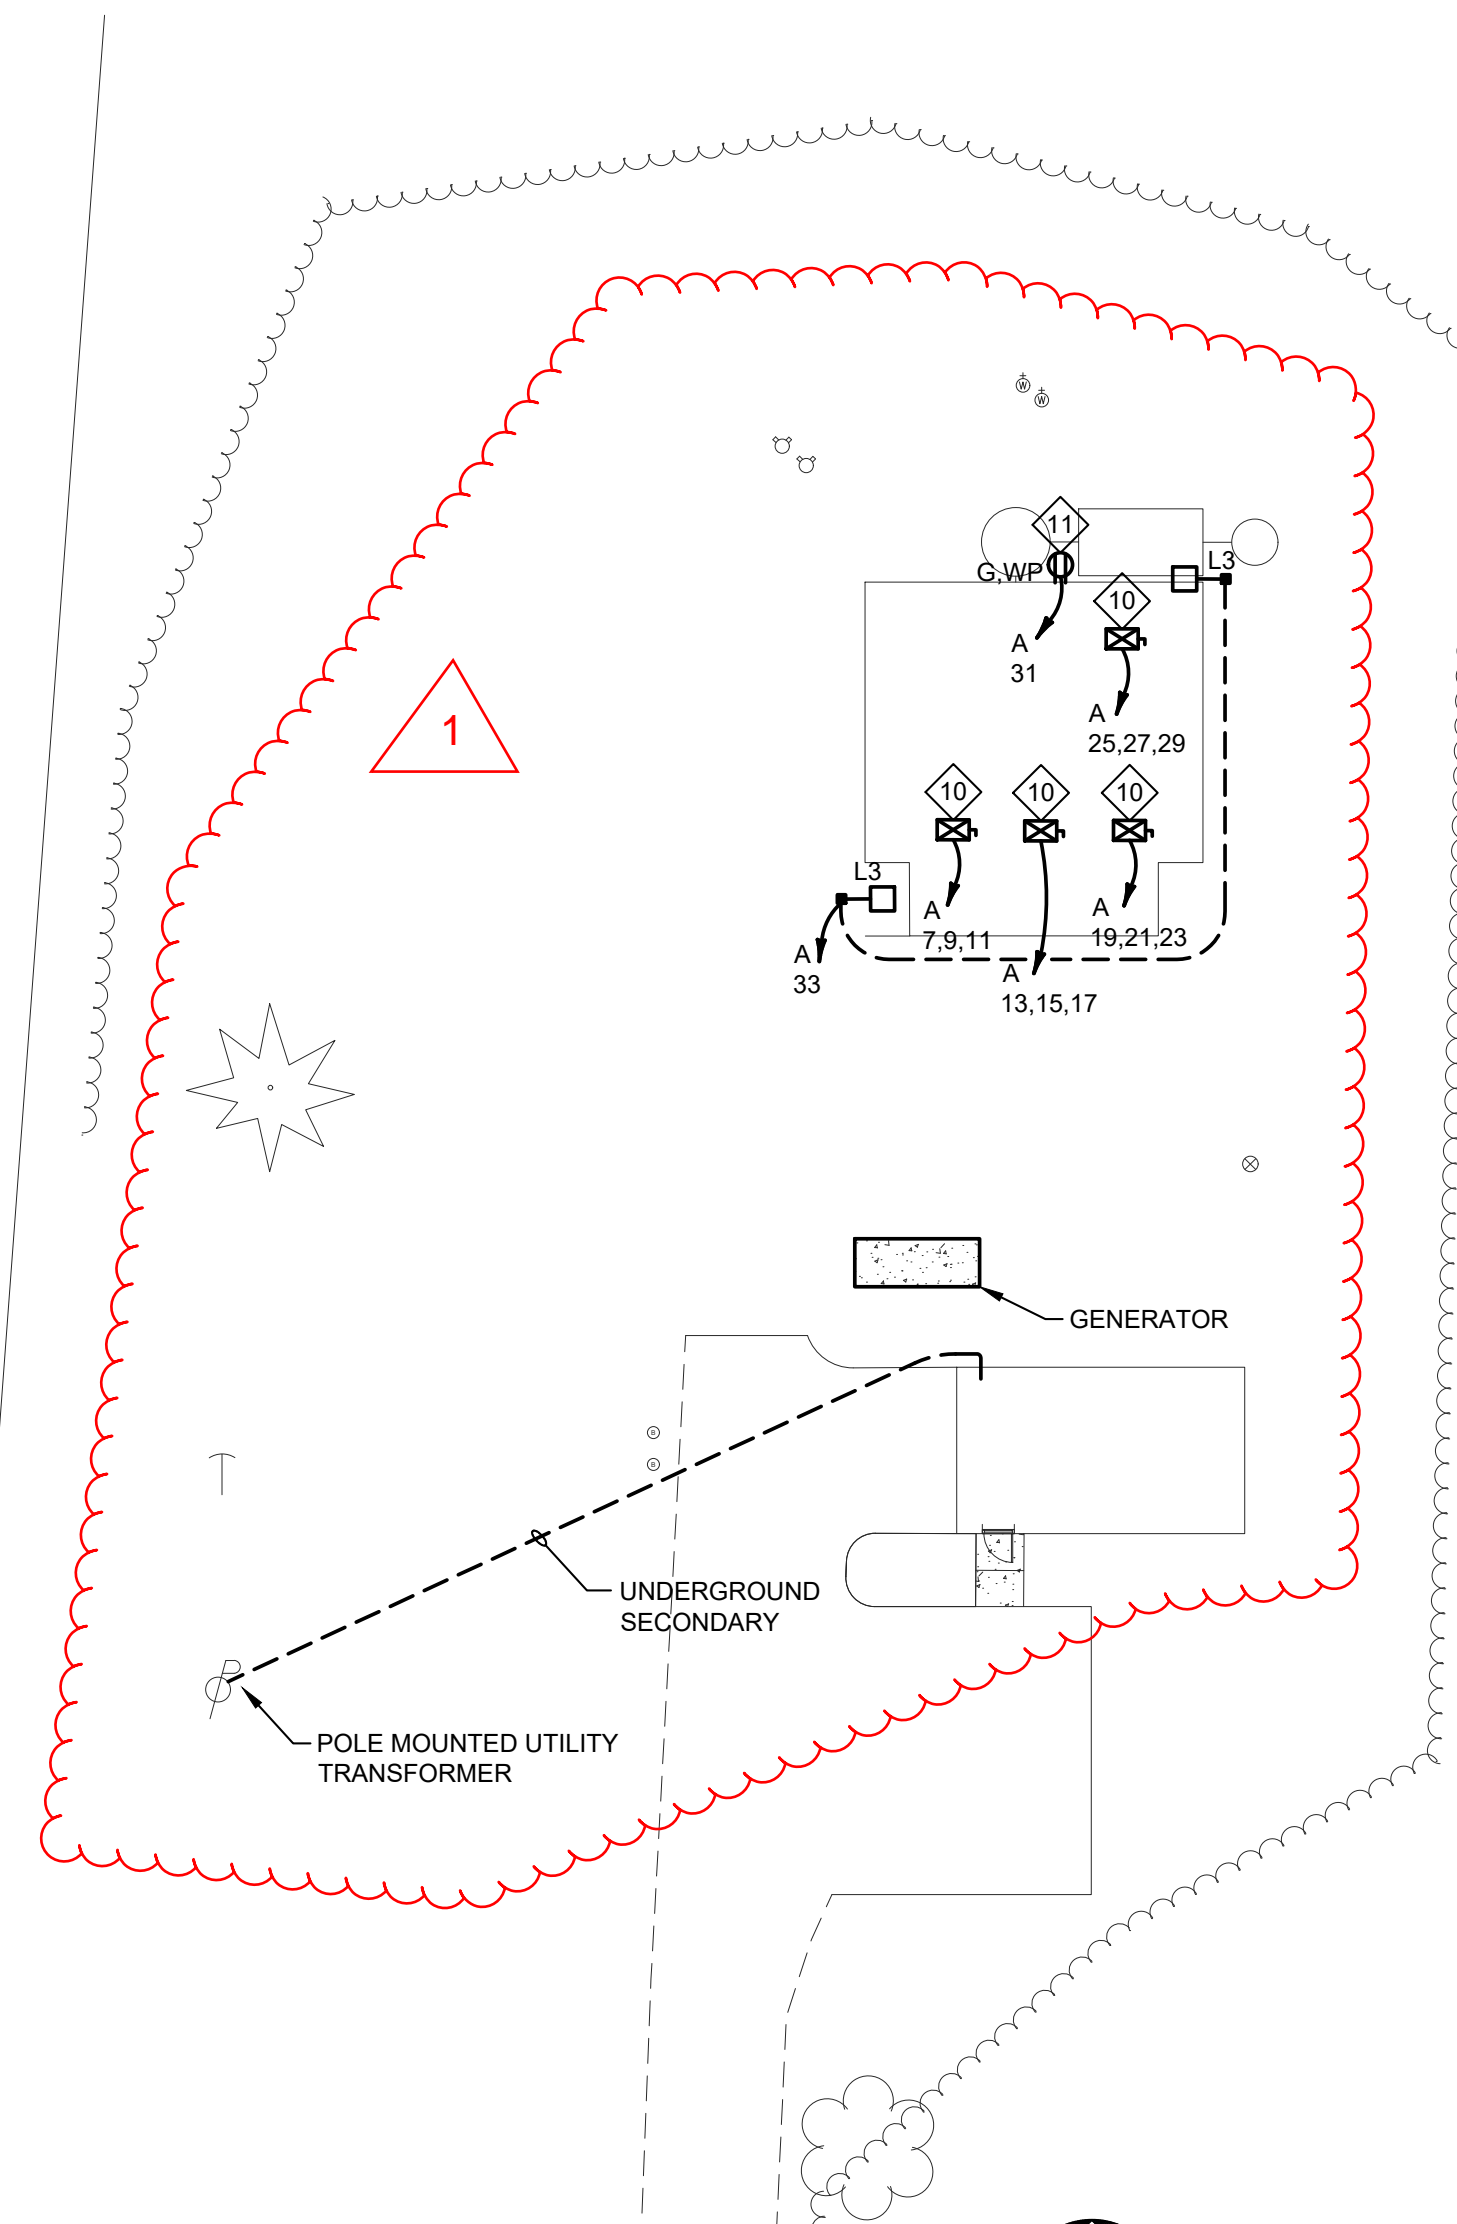 W
W
11
G,WP
L3
10
A
31
A
25,27,29
1
10
10
10
L3
A
7,9,11
A
19,21,23
A
33
A
13,15,17
GENERATOR
B
B
UNDERGROUND
SECONDARY
P
POLE MOUNTED UTILITY
TRANSFORMER